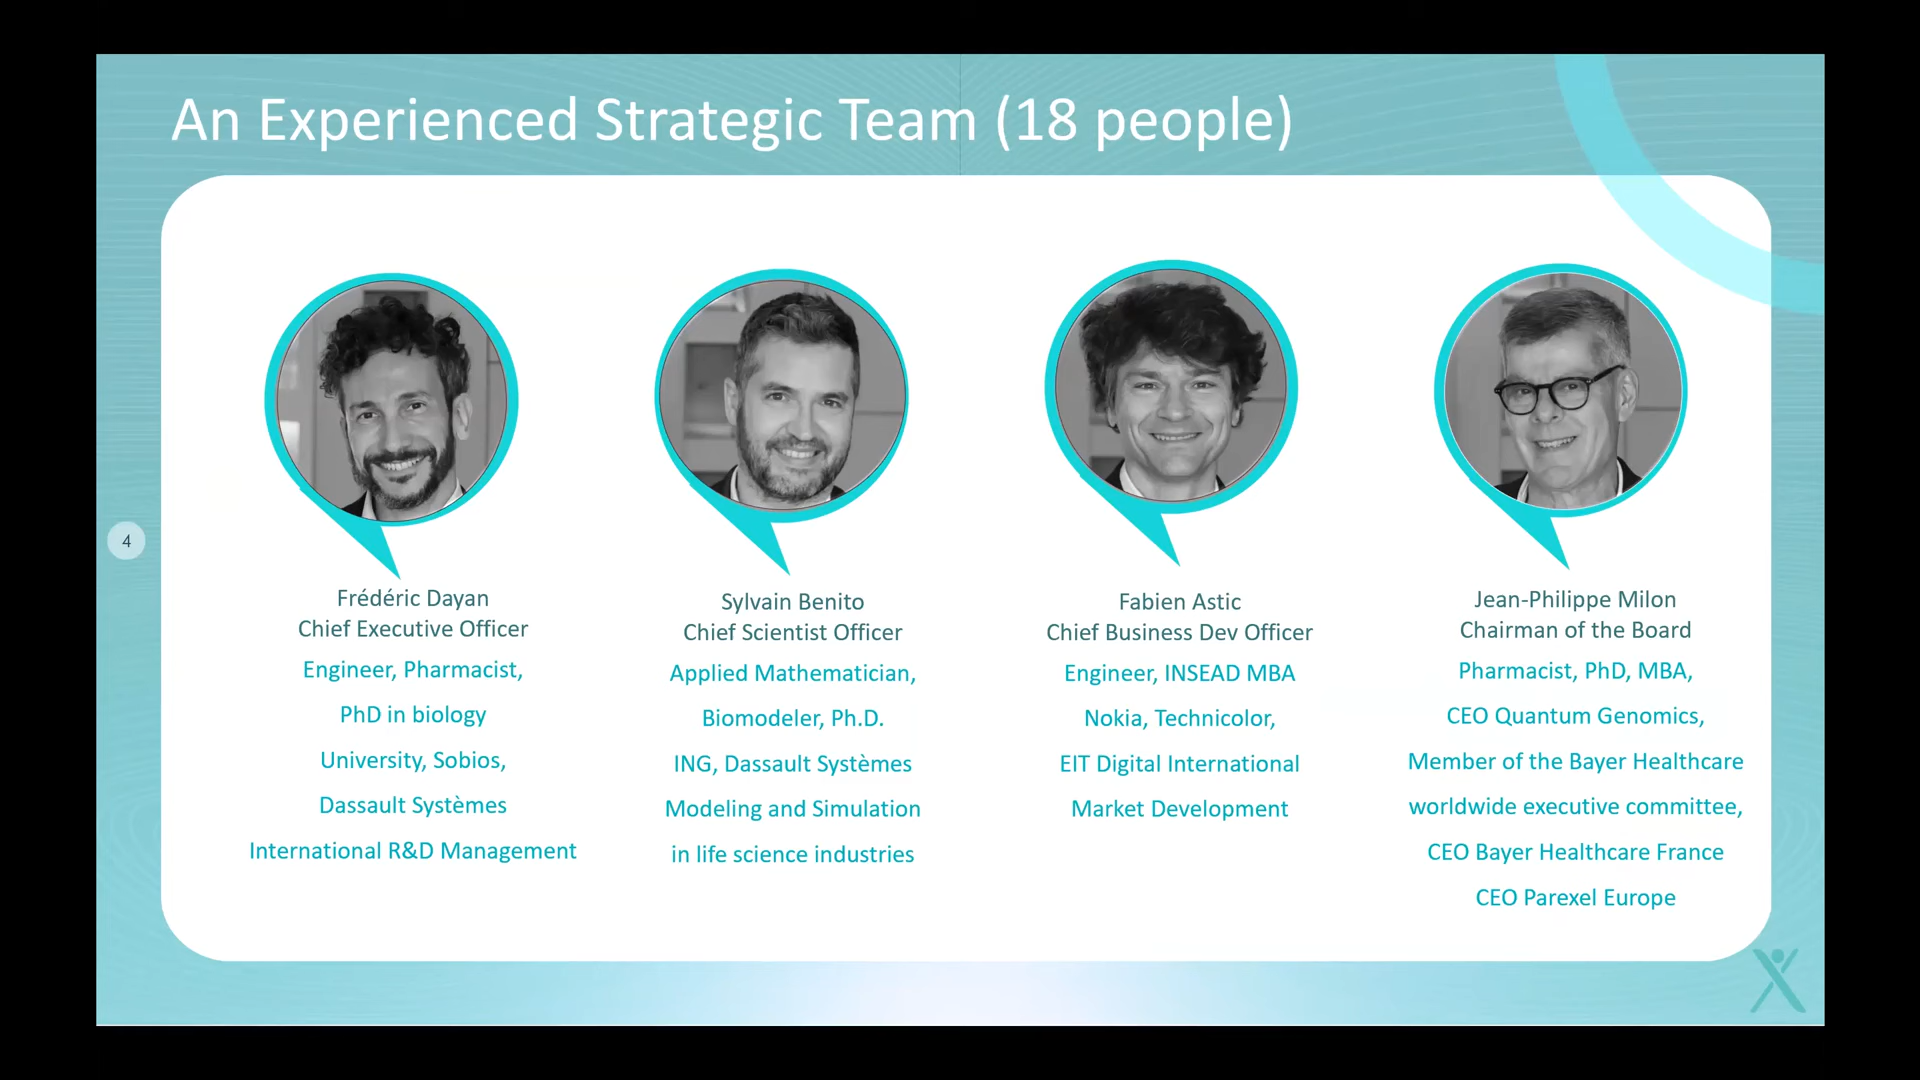 An Experienced Strategic Team (18 people)
4
Frédéric Dayan
Chief Executive Officer
Engineer, Pharmacist,
PhD in biology
University, Sobios,
Dassault Systèmes
International R&D Management
Sylvain Benito
Chief Scientist Officer
Applied Mathematician,
Biomodeler, Ph.D.
ING, Dassault Systèmes
Modeling and Simulation
in life science industries
Fabien Astic
Chief Business Dev Officer
Engineer, INSEAD MBA
Nokia, Technicolor,
EIT Digital International
Market Development
Jean-Philippe Milon
Chairman of the Board
Pharmacist, PhD, MBA,
CEO Quantum Genomics,
Member of the Bayer Healthcare
worldwide executive committee,
CEO Bayer Healthcare France
CEO Parexel Europe